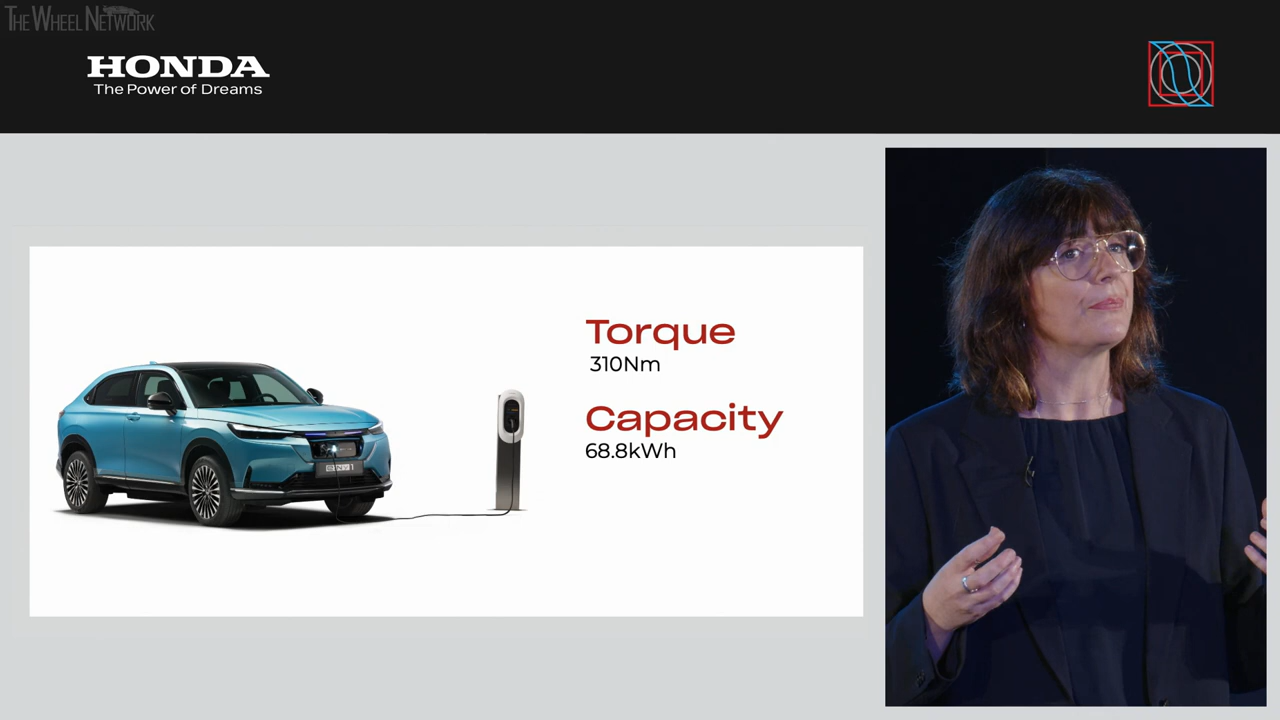 THE WHEEL NETWORK
HONDA
The Power of Dreams
Torque
310Nm
Capacity
68.8kWh